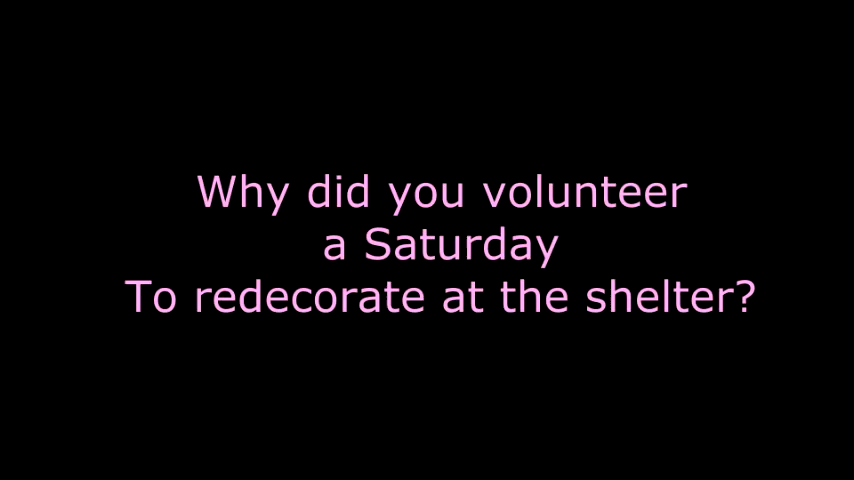 Why did you volunteer
a Saturday
To redecorate at the shelter?